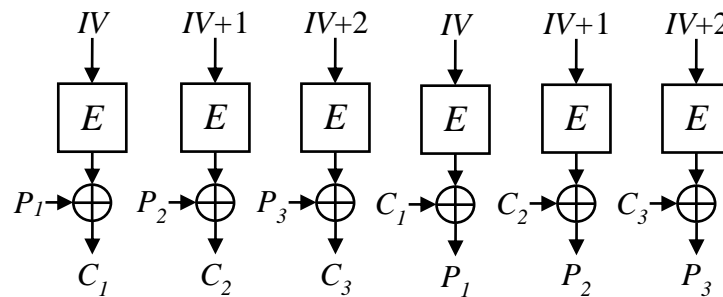 IV IV+1 IV+2 IV IV+1 IV+2
E E E E E E
P1 P2 P3 C1 C2 C3
C1 C2 C3 P1 P2 P3